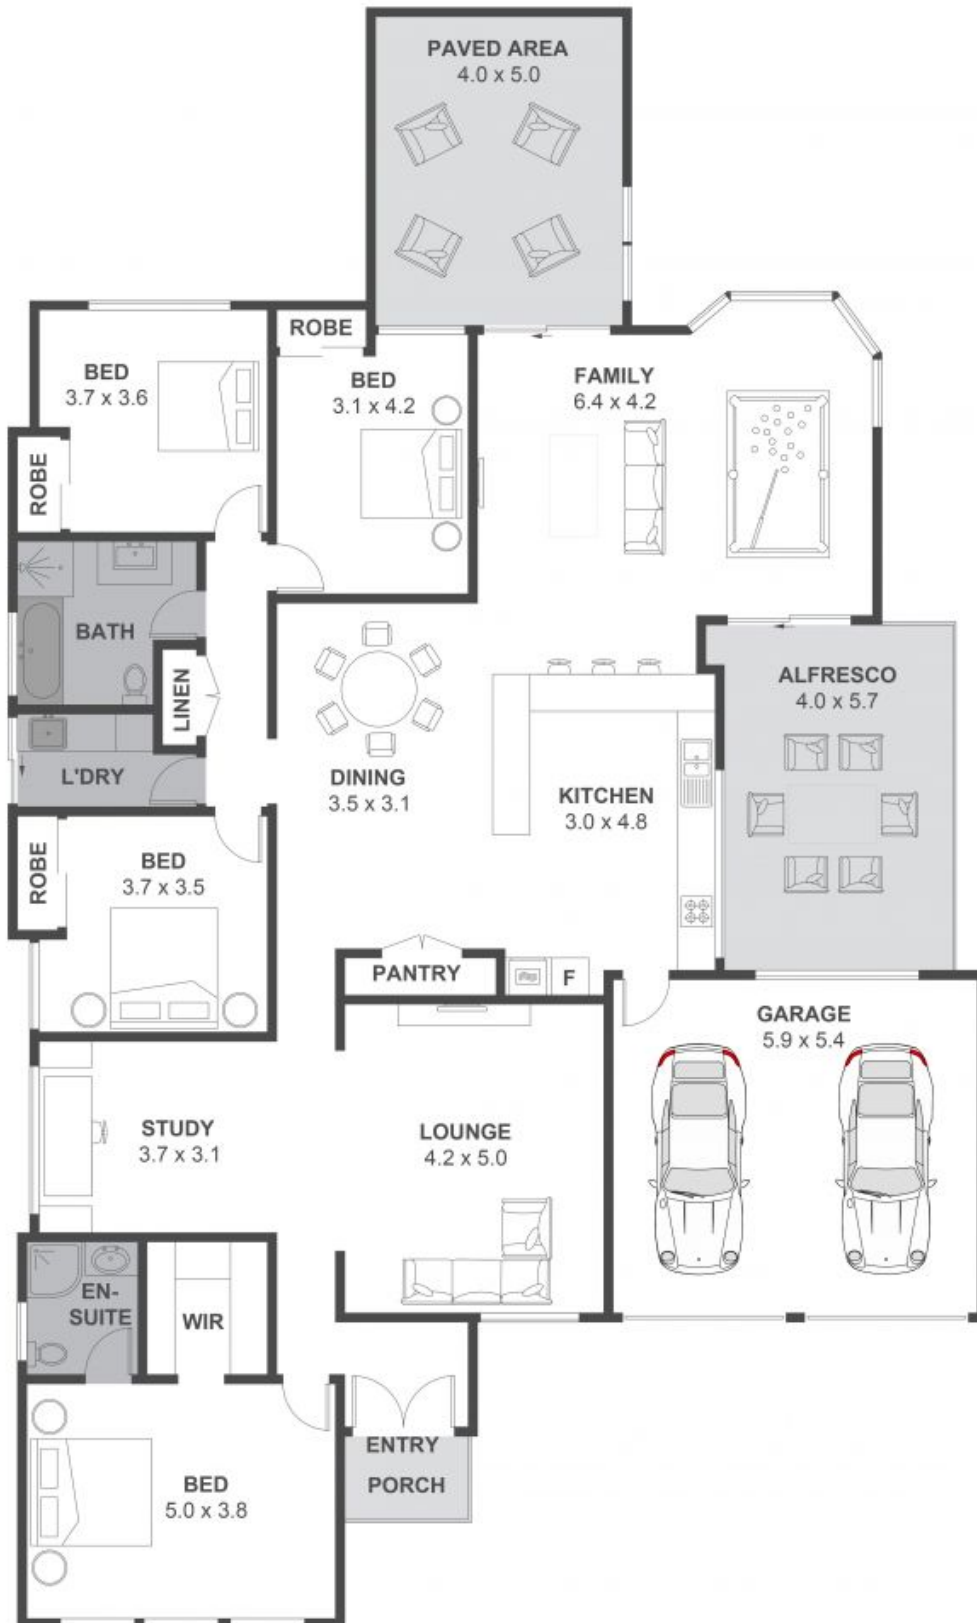 PAVED AREA
4.0 x 5.0
ROBE
BED
3.7 x 3.6
BED
3.1 x 4.2
FAMILY
6.4 x 4.2
ROBE
BATH
LINEN
ALFRESCO
4.0 x 5.7
L'DRY
DINING
3.5 x 3.1
KITCHEN
3.0 x 4.8
ROBE
BED
3.7 x 3.5
PANTRY
F
GARAGE
5.9 x 5.4
STUDY
3.7 x 3.1
LOUNGE
4.2 x 5.0
EN-
SUITE
WIR
ENTRY
PORCH
BED
5.0 x 3.8